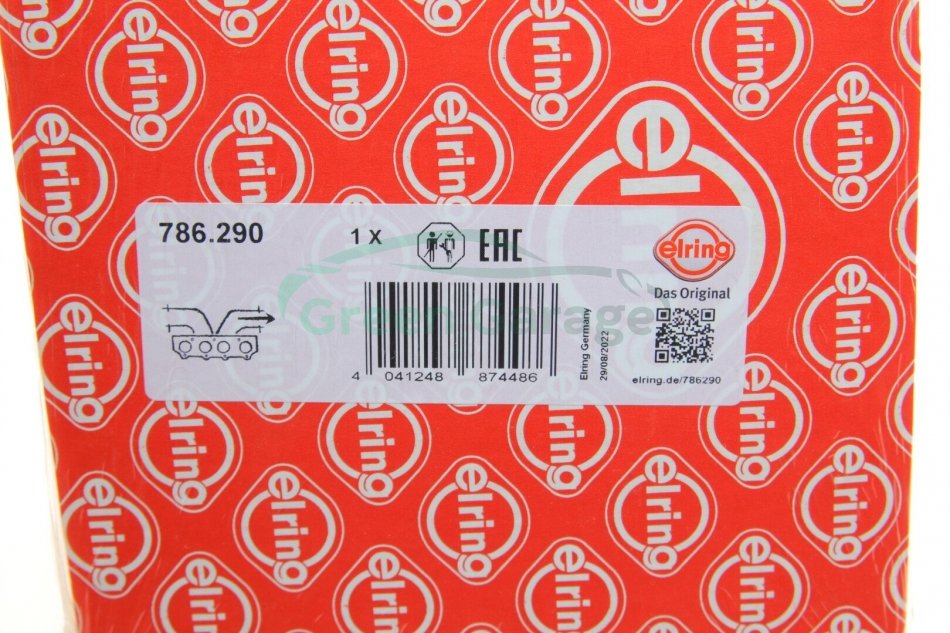 786.290
1 X
EAC
elring
Das Original
Green Garage
4 041248 874486
Elring Germany
29/08/2022
elring.de/786290
elring